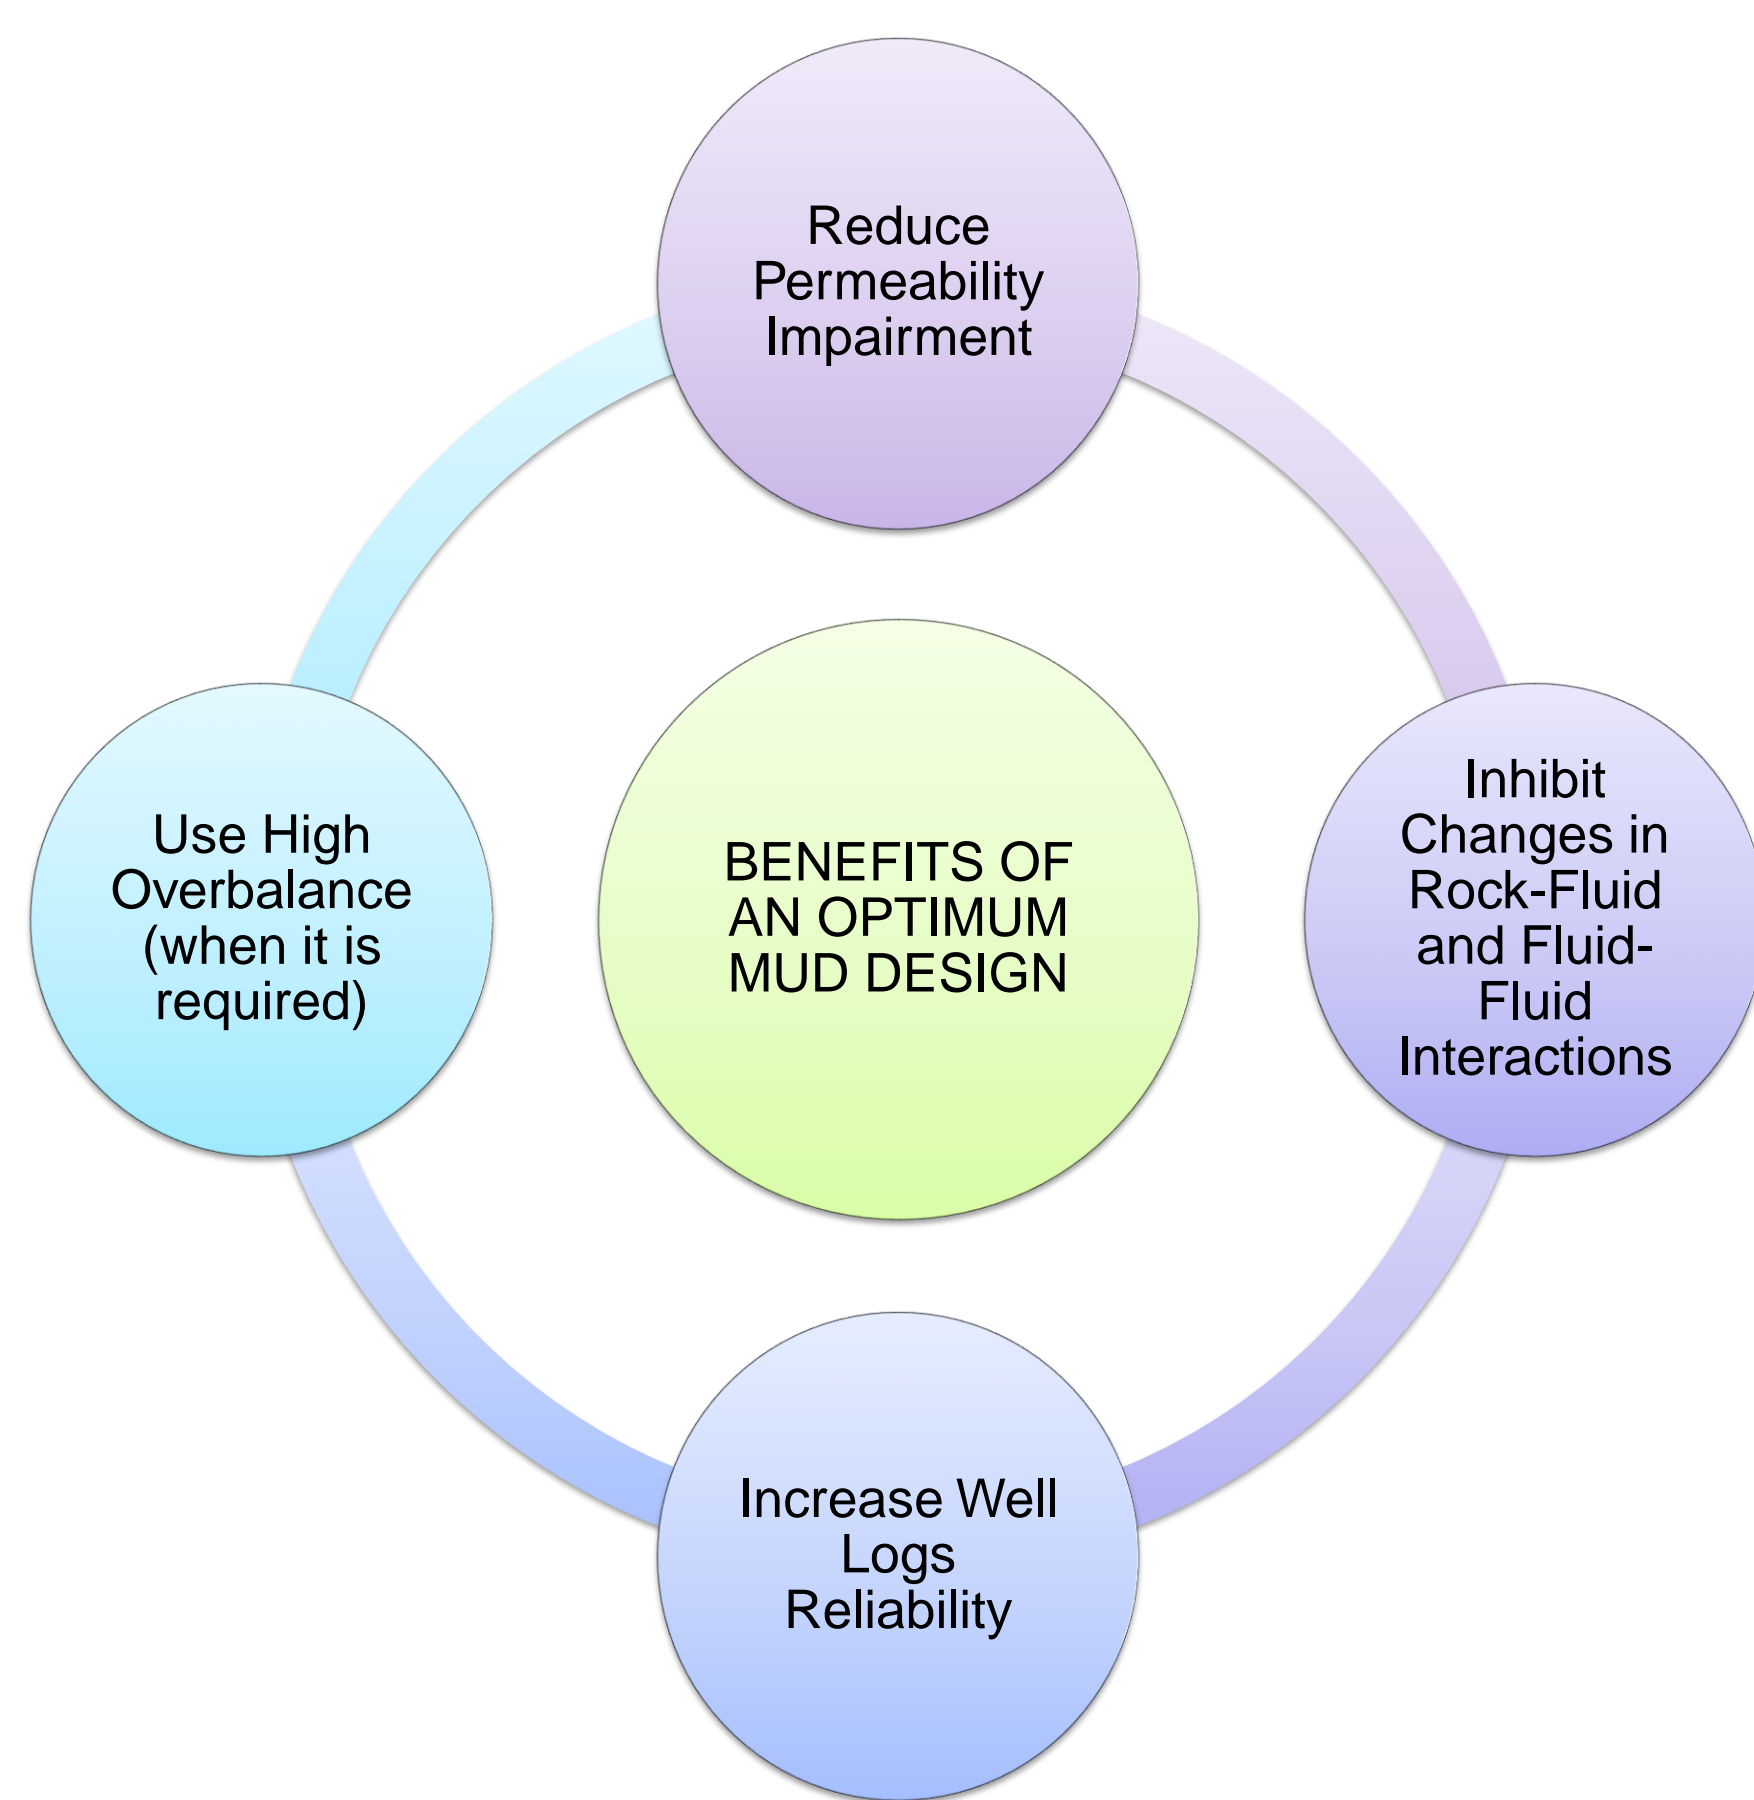 Reduce
Permeability
Impairment
Inhibit
Changes in
Rock-Fluid
and Fluid-
Fluid
Interactions
Use High
Overbalance
(when it is
required)
BENEFITS OF
AN OPTIMUM
MUD DESIGN
Increase Well
Logs
Reliability